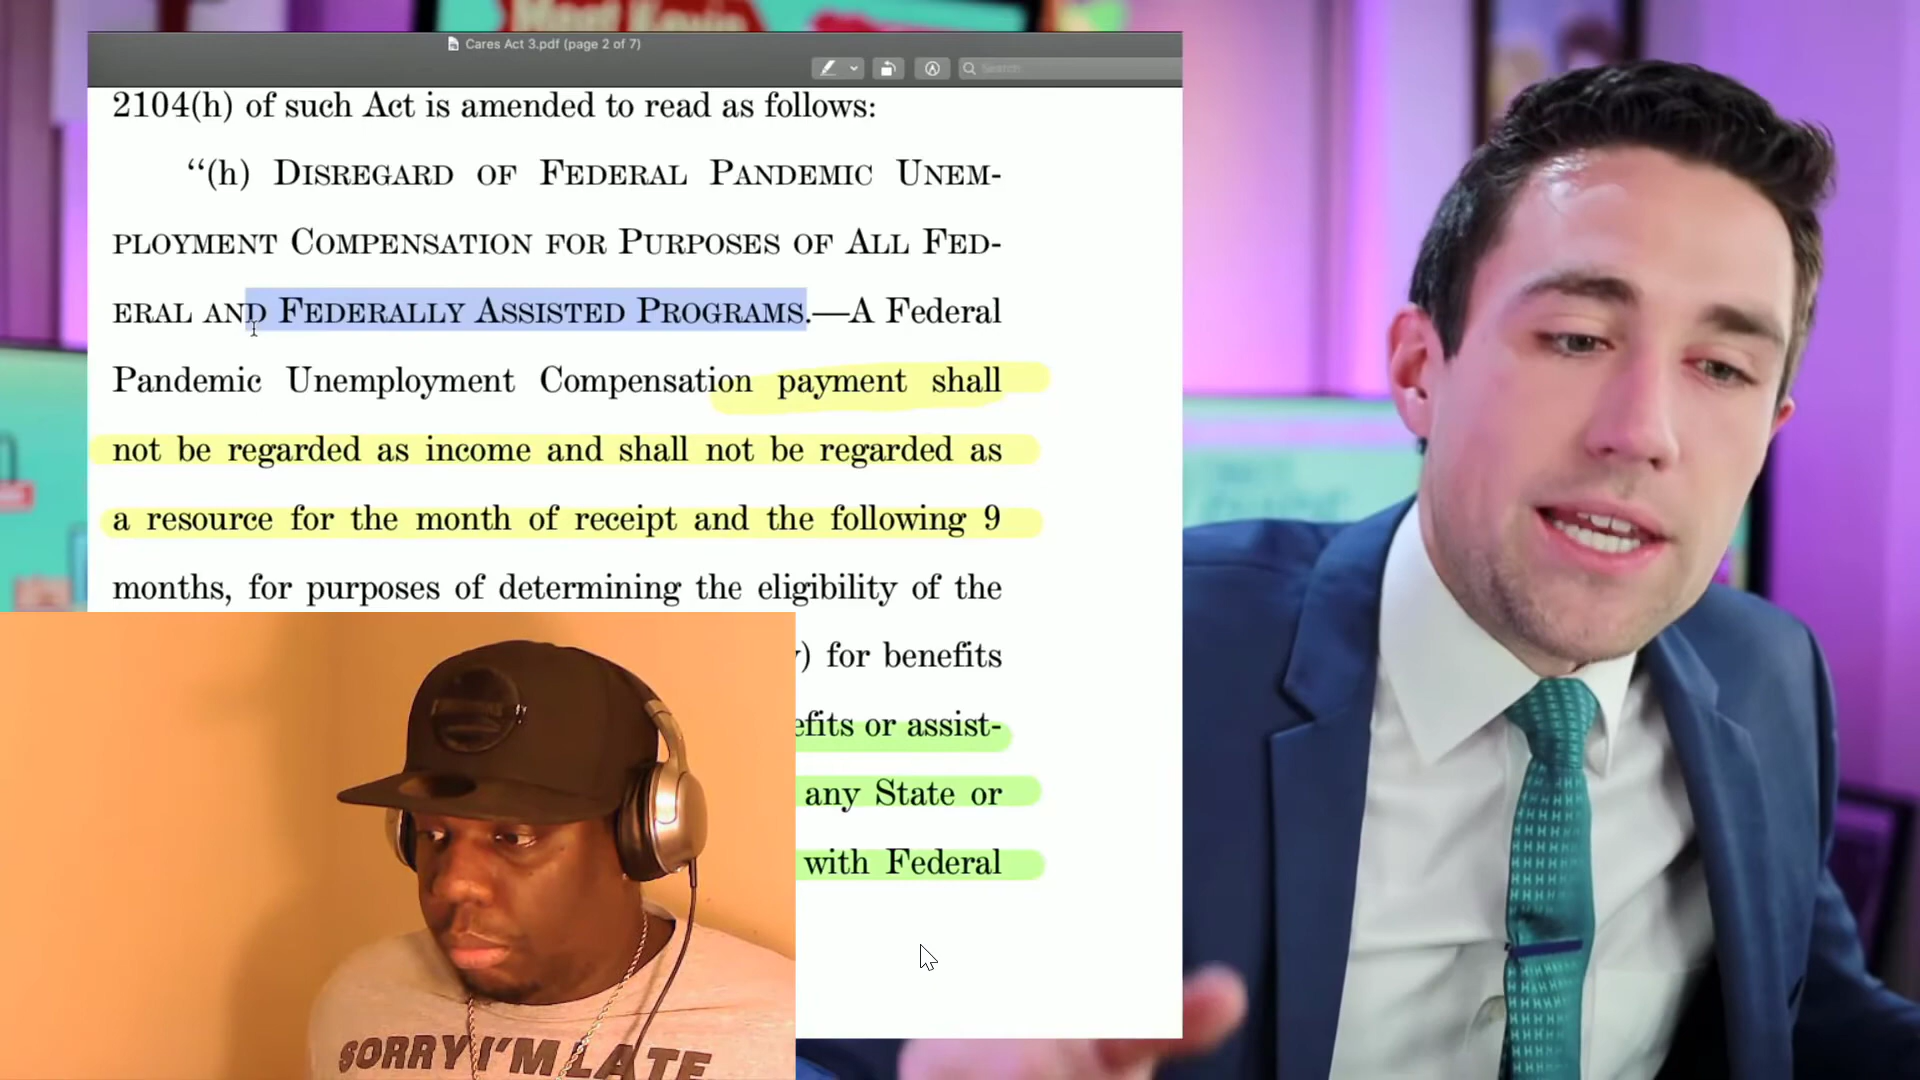 Meet Kevin
Cares Act 3.pdf (page 2 of 7)
Search
2104(h) of such Act is amended to read as follows:
“(h) DISREGARD OF FEDERAL PANDEMIC UNEM-
PLOYMENT COMPENSATION FOR PURPOSES OF ALL FED-
ERAL AND FEDERALLY ASSISTED PROGRAMS.—A Federal
Pandemic Unemployment Compensation payment shall
not be regarded as income and shall not be regarded as
a resource for the month of receipt and the following 9
months, for purposes of determining the eligibility of the
) for benefits
or assist-
any State or
with Federal
SORRY I'M LATE